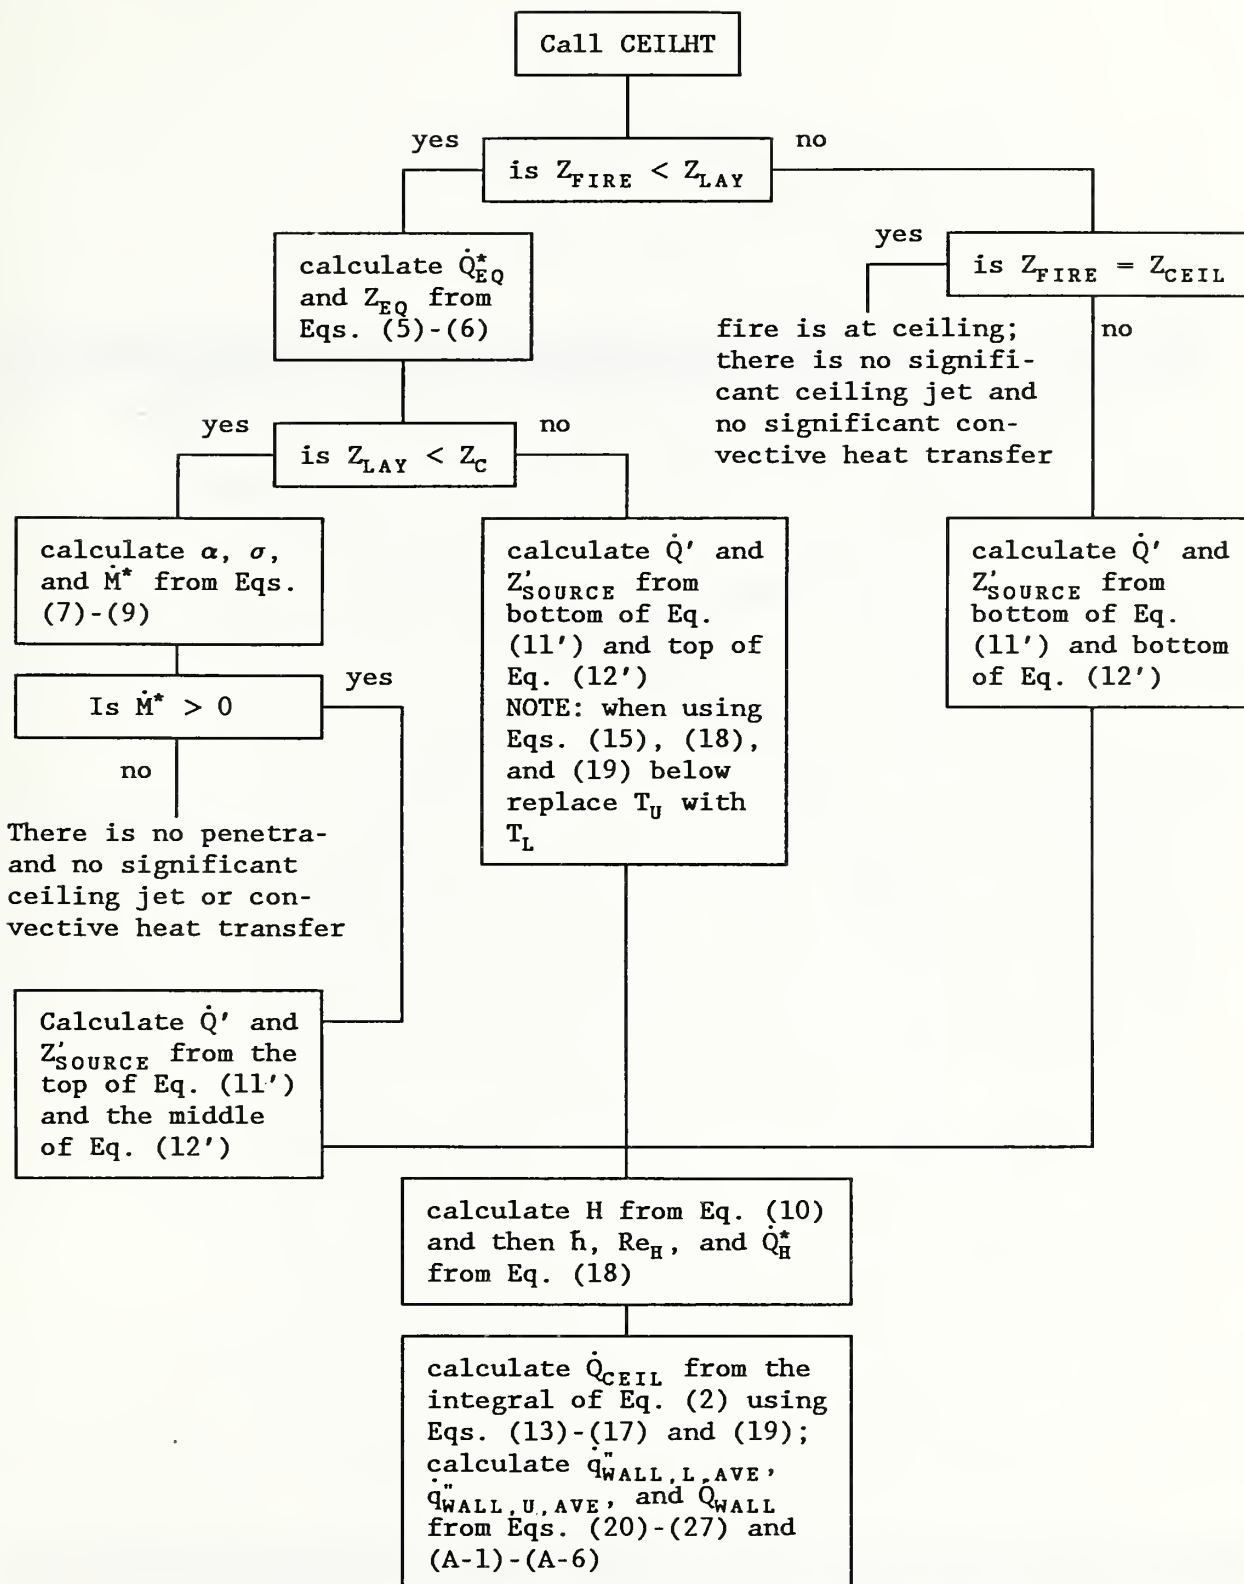 Call CEILHT
yes
no
is Z_FIRE < Z_LAY
yes
is Z_FIRE = Z_CEIL
calculate Q̇*_EQ
and Z_EQ from
Eqs. (5)-(6)
fire is at ceiling;
there is no signifi-
cant ceiling jet and
no significant con-
vective heat transfer
no
yes
no
is Z_LAY < Z_C
calculate α, σ,
and Ṁ* from Eqs.
(7)-(9)
calculate Q̇' and
Z'_SOURCE from
bottom of Eq.
(11') and top of
Eq. (12')
NOTE: when using
Eqs. (15), (18),
and (19) below
replace T_U with
T_L
calculate Q̇' and
Z'_SOURCE from
bottom of Eq.
(11') and bottom
of Eq. (12')
yes
Is Ṁ* > 0
no
There is no penetra-
and no significant
ceiling jet or con-
vective heat transfer
Calculate Q̇' and
Z'_SOURCE from the
top of Eq. (11')
and the middle
of Eq. (12')
calculate H from Eq. (10)
and then h̃, Re_H, and Q̇*_H
from Eq. (18)
calculate Q̇_CEIL from the
integral of Eq. (2) using
Eqs. (13)-(17) and (19);
calculate q̇"_WALL,L,AVE,
q̇"_WALL,U,AVE, and Q̇_WALL
from Eqs. (20)-(27) and
(A-1)-(A-6)